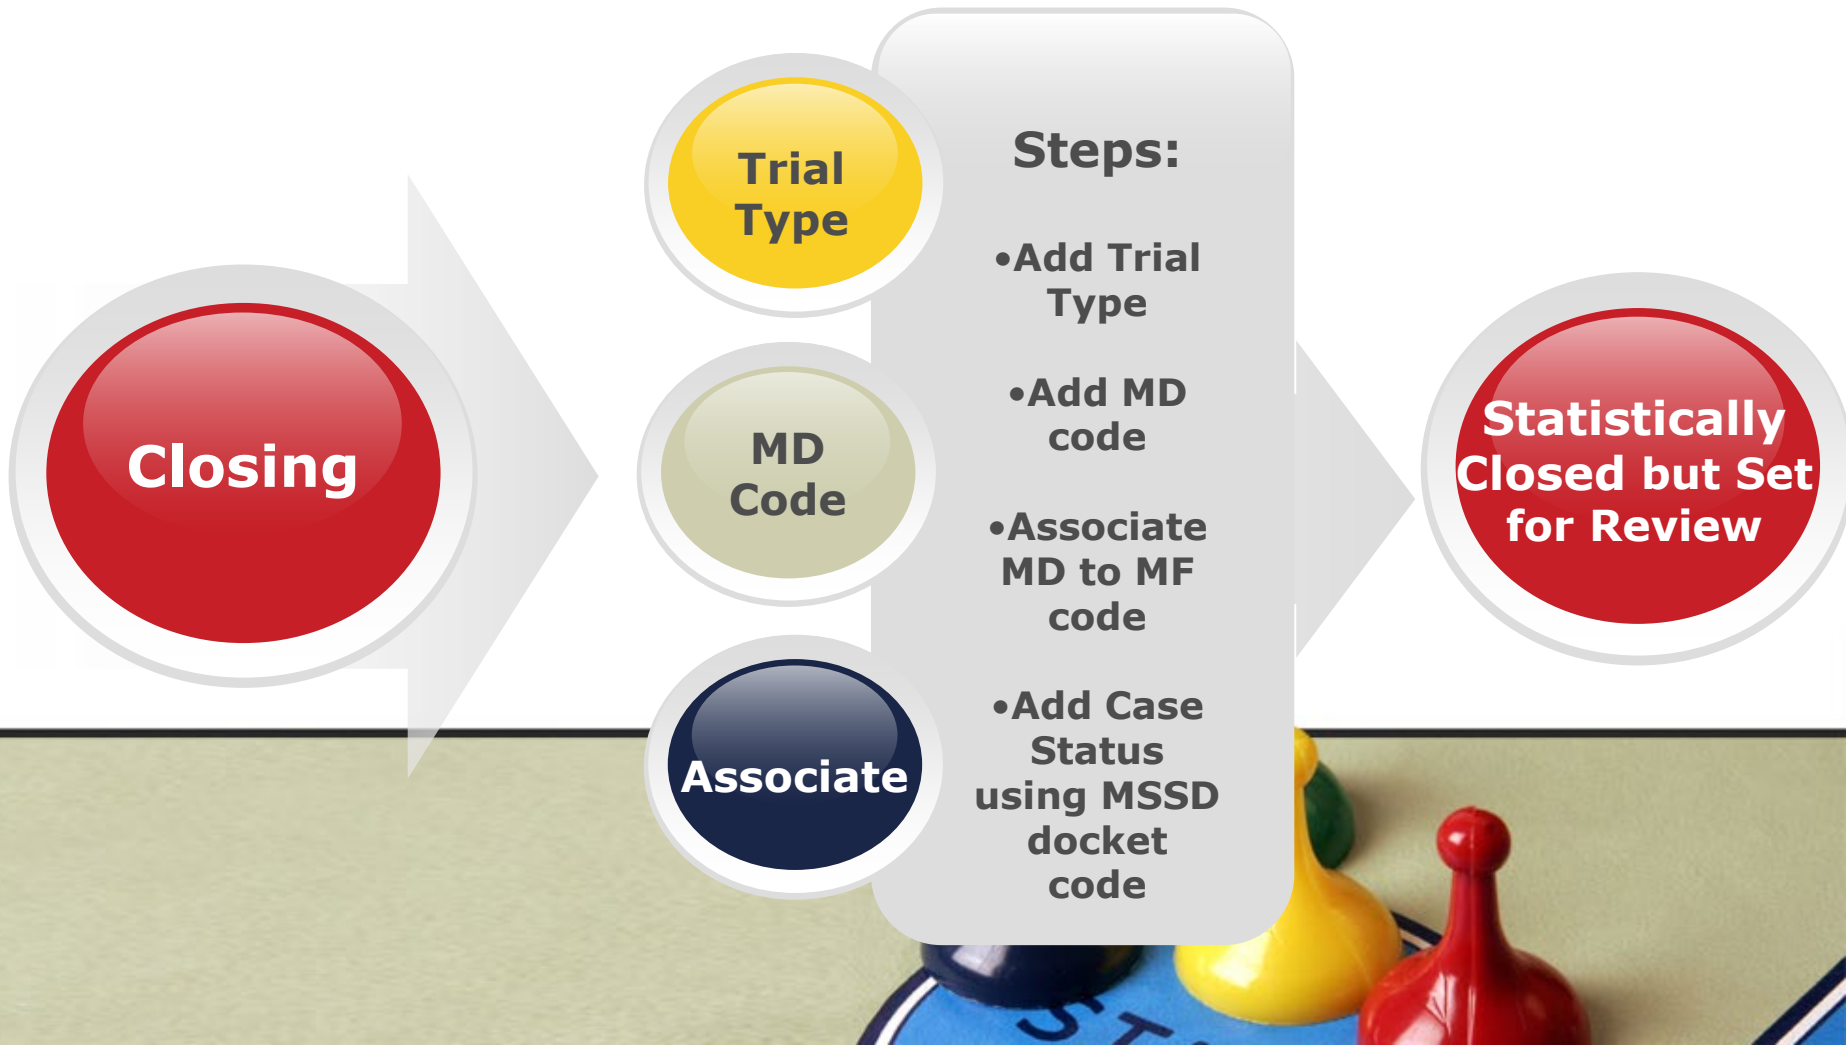 Closing
Trial
Type
MD
Code
Associate
Steps:
•Add Trial
Type
•Add MD
code
•Associate
MD to MF
code
•Add Case
Status
using MSSD
docket
code
Statistically
Closed but Set
for Review